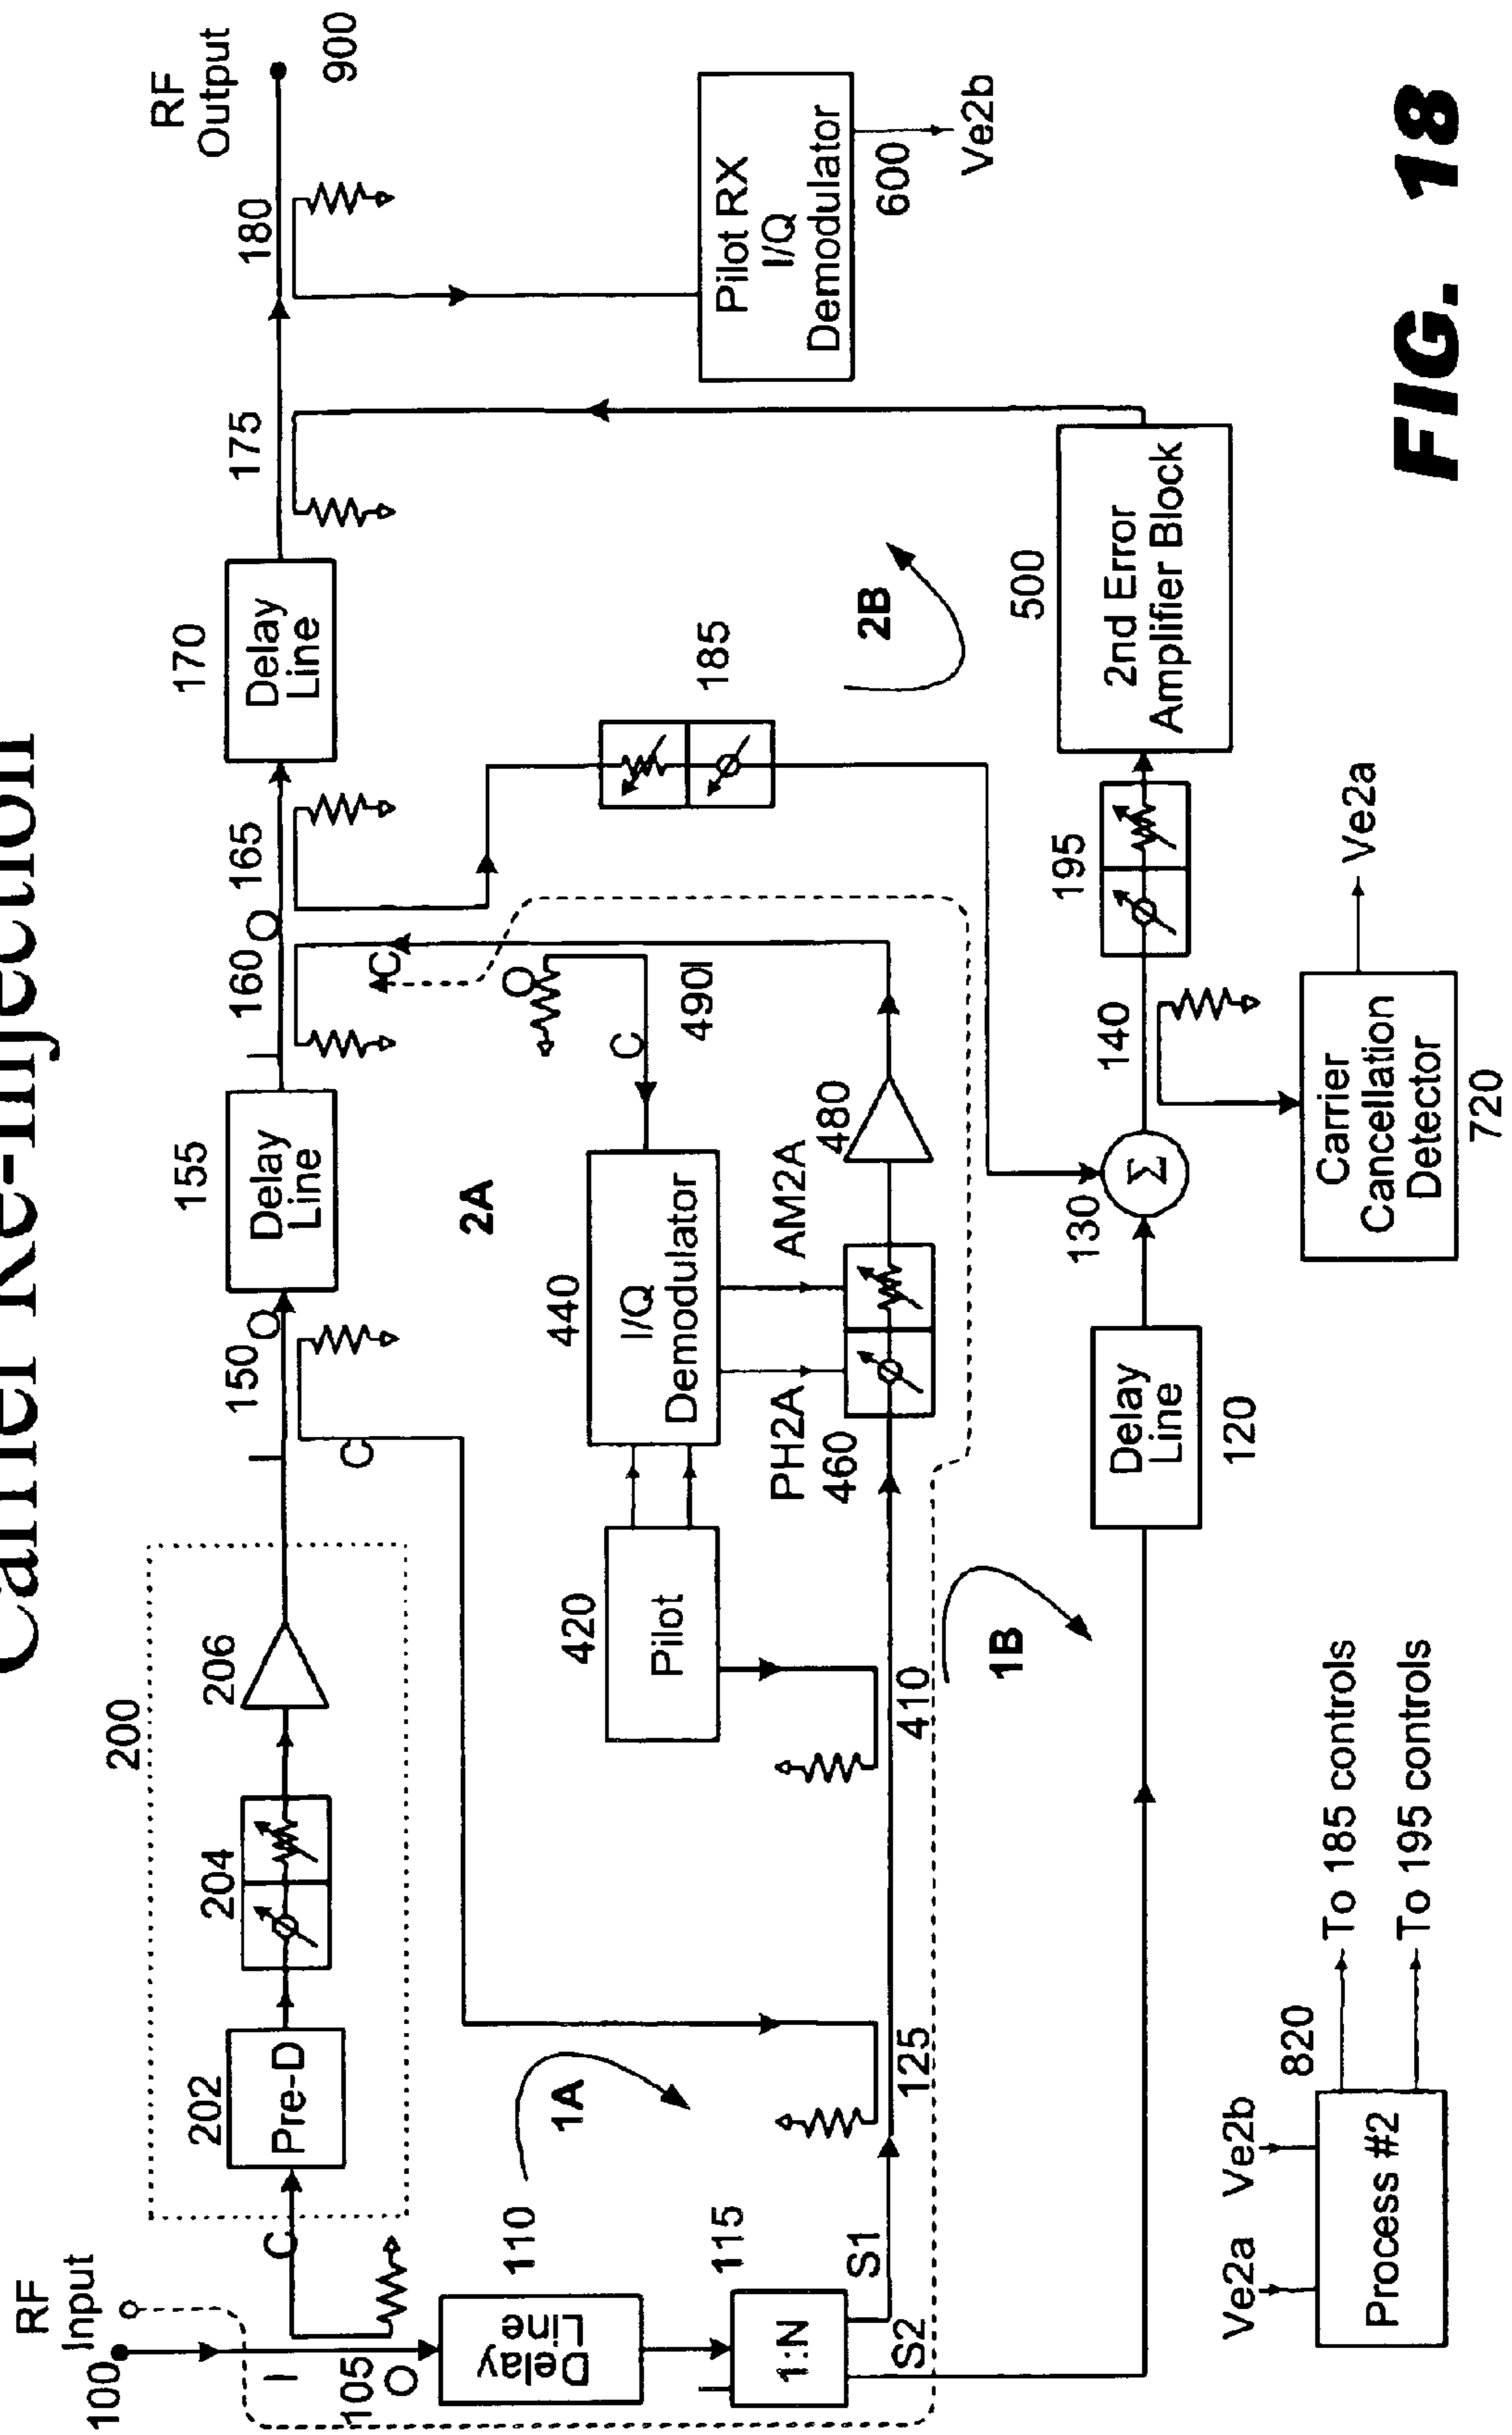 Carrier Re-Injection
RF
Input
100
I
105
O
C
110
Delay
Line
115
1:N
S1
S2
200
202
Pre-D
204
206
1A
125
I
150
O
C
155
Delay
Line
I
160
O
C
165
170
Delay
Line
175
180
RF
Output
900
2A
420
Pilot
410
440
I/Q
Demodulator
C
O
490I
PH2A
AM2A
460
480
185
2B
1B
120
Delay
Line
130
Σ
140
195
500
2nd Error
Amplifier Block
Pilot RX
I/Q
Demodulator
600
Ve2b
Carrier
Cancellation
Detector
720
Ve2a
Ve2a
Ve2b
820
Process #2
To 185 controls
To 195 controls
FIG. 18